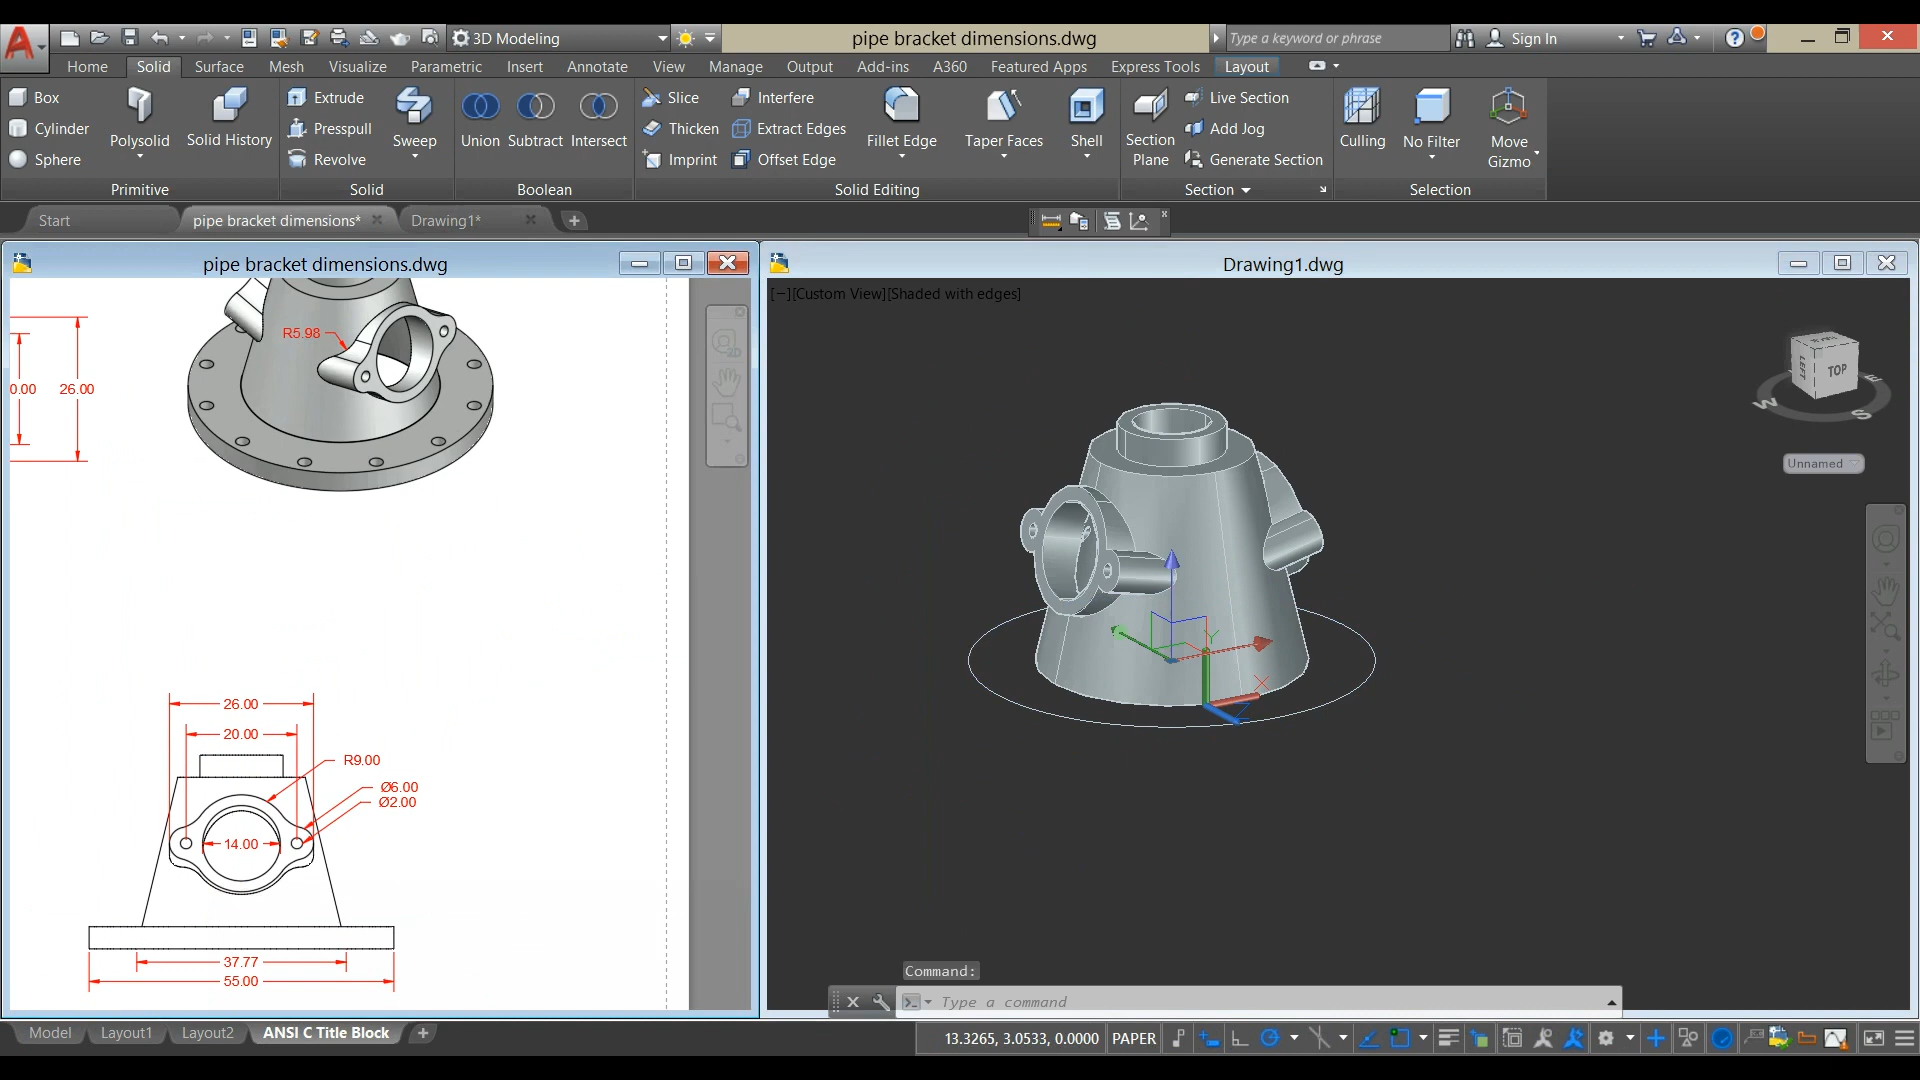 3D Modeling
pipe bracket dimensions.dwg
Type a keyword or phrase
Sign In
Home Solid Surface Mesh Visualize Parametric Insert Annotate View Manage Output Add-ins A360 Featured Apps Express Tools Layout
Box
Cylinder
Sphere
Polysolid
Solid History
Primitive
Extrude
Presspull
Revolve
Sweep
Solid
Union
Subtract
Intersect
Boolean
Slice
Thicken
Imprint
Interfere
Extract Edges
Offset Edge
Fillet Edge
Taper Faces
Shell
Solid Editing
Section
Plane
Live Section
Add Jog
Generate Section
Section
Culling
No Filter
Move
Gizmo
Selection
Start
pipe bracket dimensions*
Drawing1*
pipe bracket dimensions.dwg
R5.98
0.00
26.00
2D
26.00
20.00
R9.00
Ø6.00
Ø2.00
14.00
37.77
55.00
Drawing1.dwg
[−][Custom View][Shaded with edges]
LEFT
TOP
W
S
E
Unnamed
Y
X
Z
Command:
Type a command
Model
Layout1
Layout2
ANSI C Title Block
13.3265, 3.0533, 0.0000
PAPER